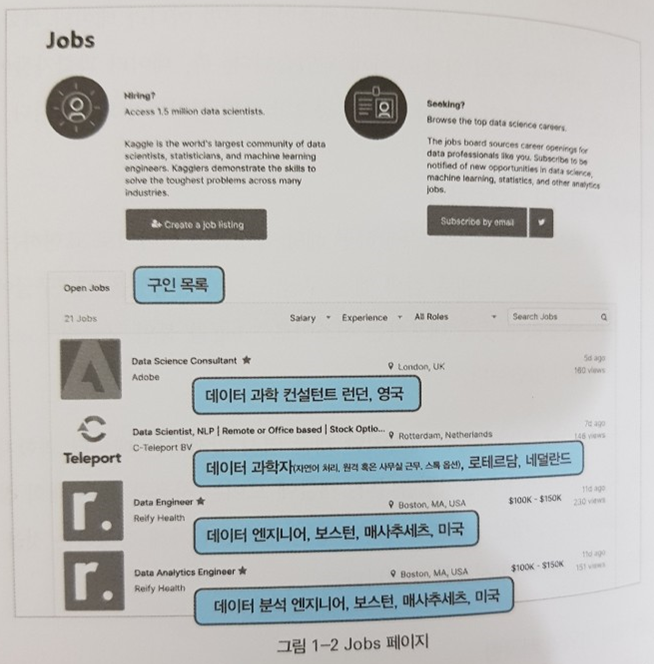 Jobs
Hiring?
Access 1.5 million data scientists.
Kaggle is the world's largest community of data
scientists, statisticians, and machine learning
engineers. Kagglers demonstrate the skills to
solve the toughest problems across many
industries.
Create a job listing
Seeking?
Browse the top data science careers.
The jobs board sources career openings for
data professionals like you. Subscribe to be
notified of new opportunities in data science,
machine learning, statistics, and other analytics
jobs.
Subscribe by email
Open Jobs
구인 목록
21 Jobs
Salary
Experience
All Roles
Search Jobs
Data Science Consultant ★
Adobe
London, UK
5d ago
160 views
데이터 과학 컨설턴트 런던, 영국
Teleport
Data Scientist, NLP | Remote or Office based | Stock Optio...
C-Teleport BV
Rotterdam, Netherlands
7d ago
148 views
데이터 과학자(자연어 처리, 원격 혹은 사무실 근무, 스톡 옵션), 로테르담, 네덜란드
r.
Data Engineer ★
Reify Health
Boston, MA, USA
$100K - $150K
11d ago
230 views
데이터 엔지니어, 보스턴, 매사추세츠, 미국
r.
Data Analytics Engineer ★
Reify Health
Boston, MA, USA
$100K - $150K
11d ago
151 views
데이터 분석 엔지니어, 보스턴, 매사추세츠, 미국
그림 1-2 Jobs 페이지